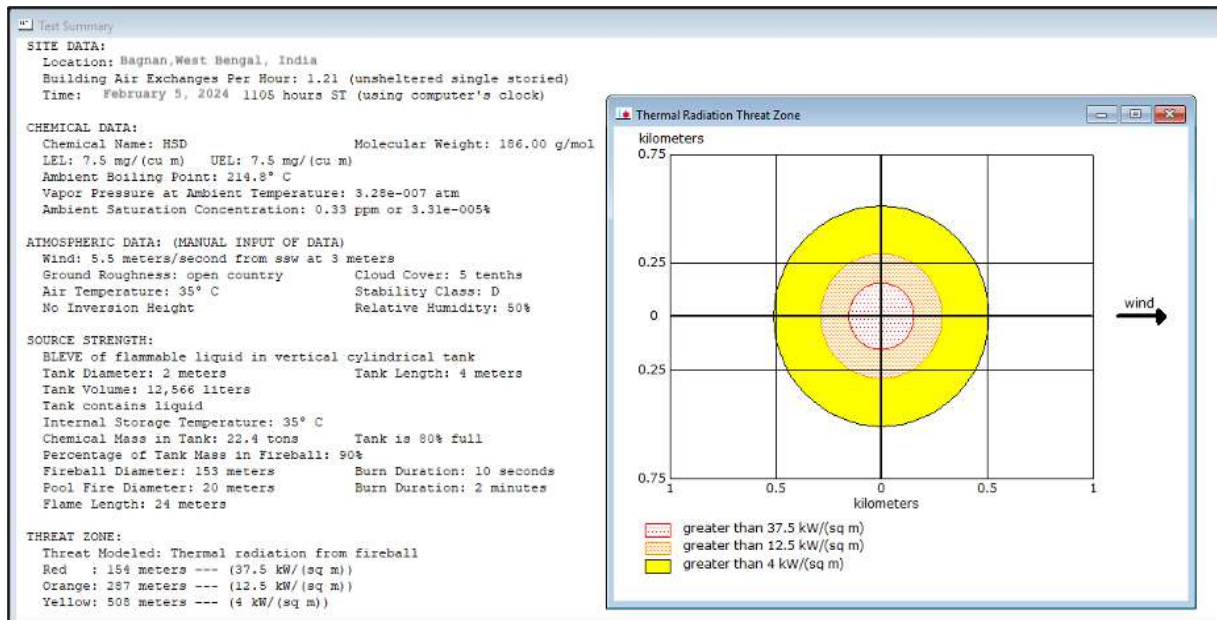 Test Summary
SITE DATA:
Location: Bagnan,West Bengal, India
Building Air Exchanges Per Hour: 1.21 (unsheltered single storied)
Time: February 5, 2024 1105 hours ST (using computer's clock)
CHEMICAL DATA:
Chemical Name: HSD Molecular Weight: 186.00 g/mol
LEL: 7.5 mg/(cu m) UEL: 7.5 mg/(cu m)
Ambient Boiling Point: 214.8° C
Vapor Pressure at Ambient Temperature: 3.28e-007 atm
Ambient Saturation Concentration: 0.33 ppm or 3.31e-005%
ATMOSPHERIC DATA: (MANUAL INPUT OF DATA)
Wind: 5.5 meters/second from ssw at 3 meters
Ground Roughness: open country Cloud Cover: 5 tenths
Air Temperature: 35° C Stability Class: D
No Inversion Height Relative Humidity: 50%
SOURCE STRENGTH:
BLEVE of flammable liquid in vertical cylindrical tank
Tank Diameter: 2 meters Tank Length: 4 meters
Tank Volume: 12,566 liters
Tank contains liquid
Internal Storage Temperature: 35° C
Chemical Mass in Tank: 22.4 tons Tank is 80% full
Percentage of Tank Mass in Fireball: 90%
Fireball Diameter: 153 meters Burn Duration: 10 seconds
Pool Fire Diameter: 20 meters Burn Duration: 2 minutes
Flame Length: 24 meters
THREAT ZONE:
Threat Modeled: Thermal radiation from fireball
Red : 154 meters --- (37.5 kW/(sq m))
Orange: 287 meters --- (12.5 kW/(sq m))
Yellow: 508 meters --- (4 kW/(sq m))
Thermal Radiation Threat Zone
kilometers
0.75
0.25
0
0.25
0.75
1 0.5 0 0.5 1
kilometers
wind
greater than 37.5 kW/(sq m)
greater than 12.5 kW/(sq m)
greater than 4 kW/(sq m)